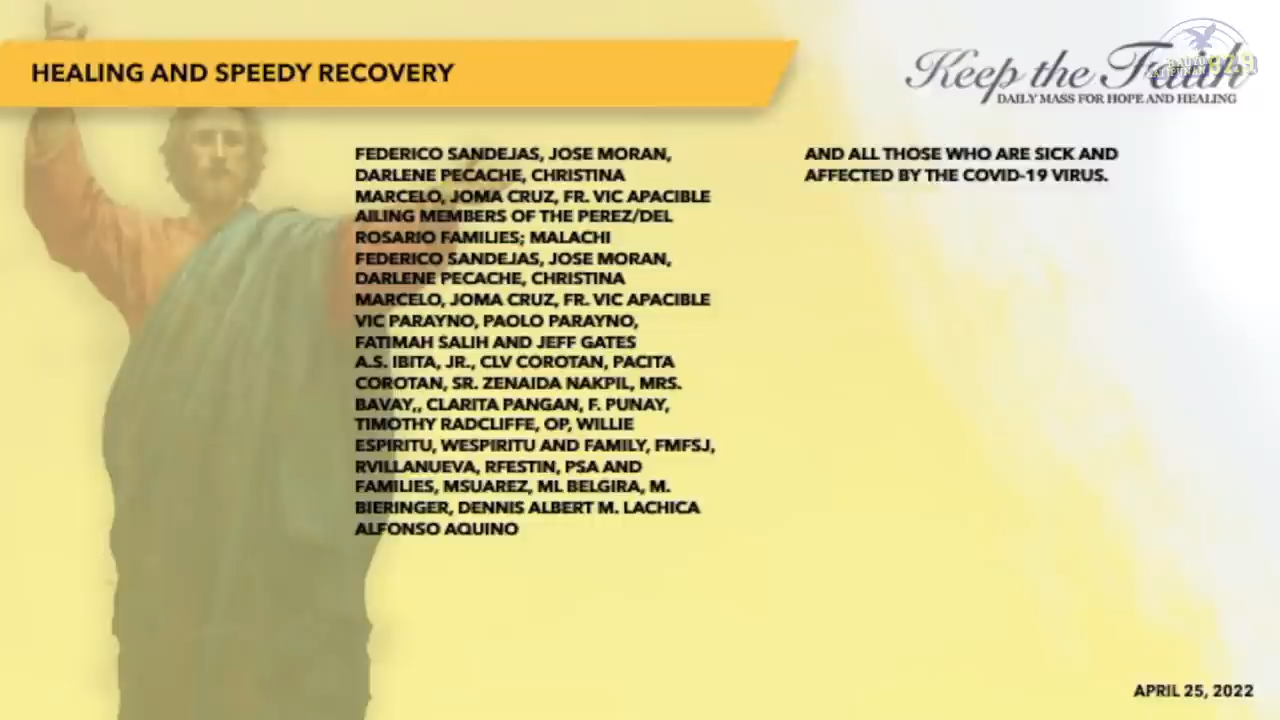 HEALING AND SPEEDY RECOVERY
Keep the Faith
DAILY MASS FOR HOPE AND HEALING
92.9
FEDERICO SANDEJAS, JOSE MORAN,
DARLENE PECACHE, CHRISTINA
MARCELO, JOMA CRUZ, FR. VIC APACIBLE
AILING MEMBERS OF THE PEREZ/DEL
ROSARIO FAMILIES; MALACHI
FEDERICO SANDEJAS, JOSE MORAN,
DARLENE PECACHE, CHRISTINA
MARCELO, JOMA CRUZ, FR. VIC APACIBLE
VIC PARAYNO, PAOLO PARAYNO,
FATIMAH SALIH AND JEFF GATES
A.S. IBITA, JR., CLV COROTAN, PACITA
COROTAN, SR. ZENAIDA NAKPIL, MRS.
BAVAY,, CLARITA PANGAN, F. PUNAY,
TIMOTHY RADCLIFFE, OP, WILLIE
ESPIRITU, WESPIRITU AND FAMILY, FMFSJ,
RVILLANUEVA, RFESTIN, PSA AND
FAMILIES, MSUAREZ, ML BELGIRA, M.
BIERINGER, DENNIS ALBERT M. LACHICA
ALFONSO AQUINO
AND ALL THOSE WHO ARE SICK AND
AFFECTED BY THE COVID-19 VIRUS.
APRIL 25, 2022